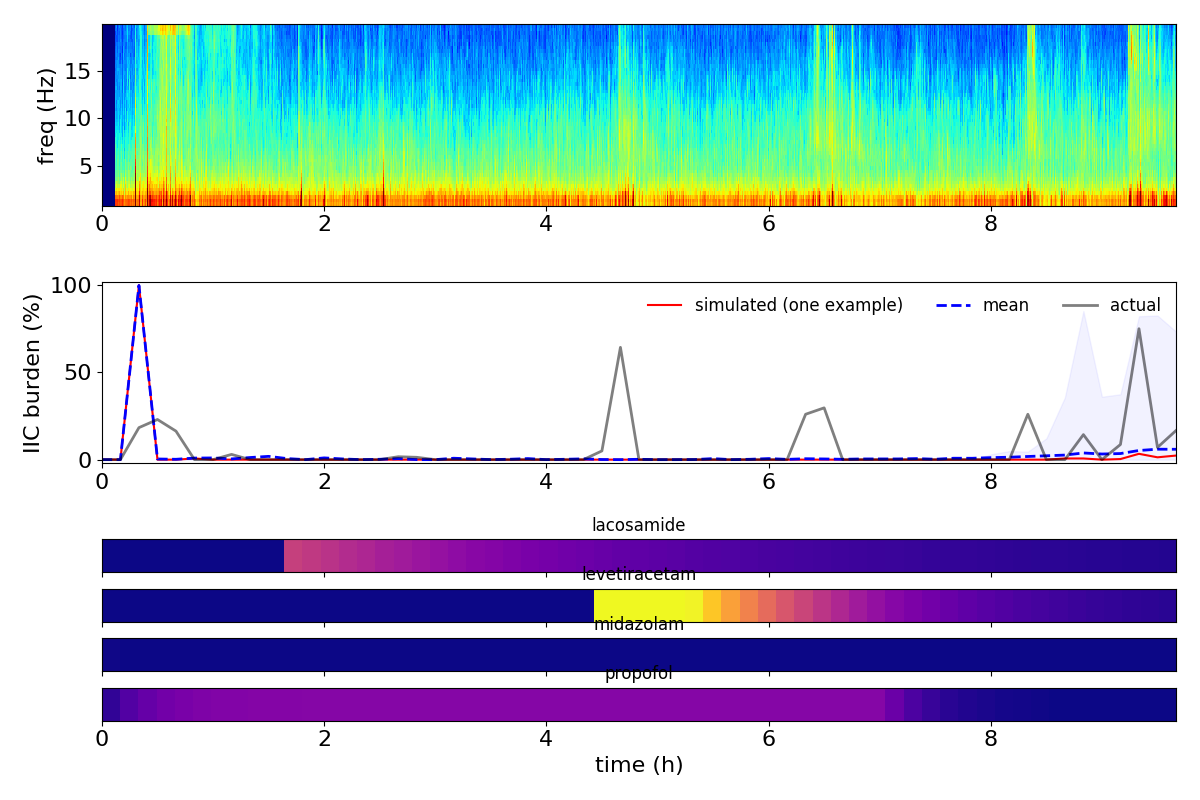 freq (Hz)
15
10
5
0 2 4 6 8
IIC burden (%)
100
50
0
simulated (one example) mean actual
0 2 4 6 8
lacosamide
levetiracetam
midazolam
propofol
0 2 4 6 8
time (h)